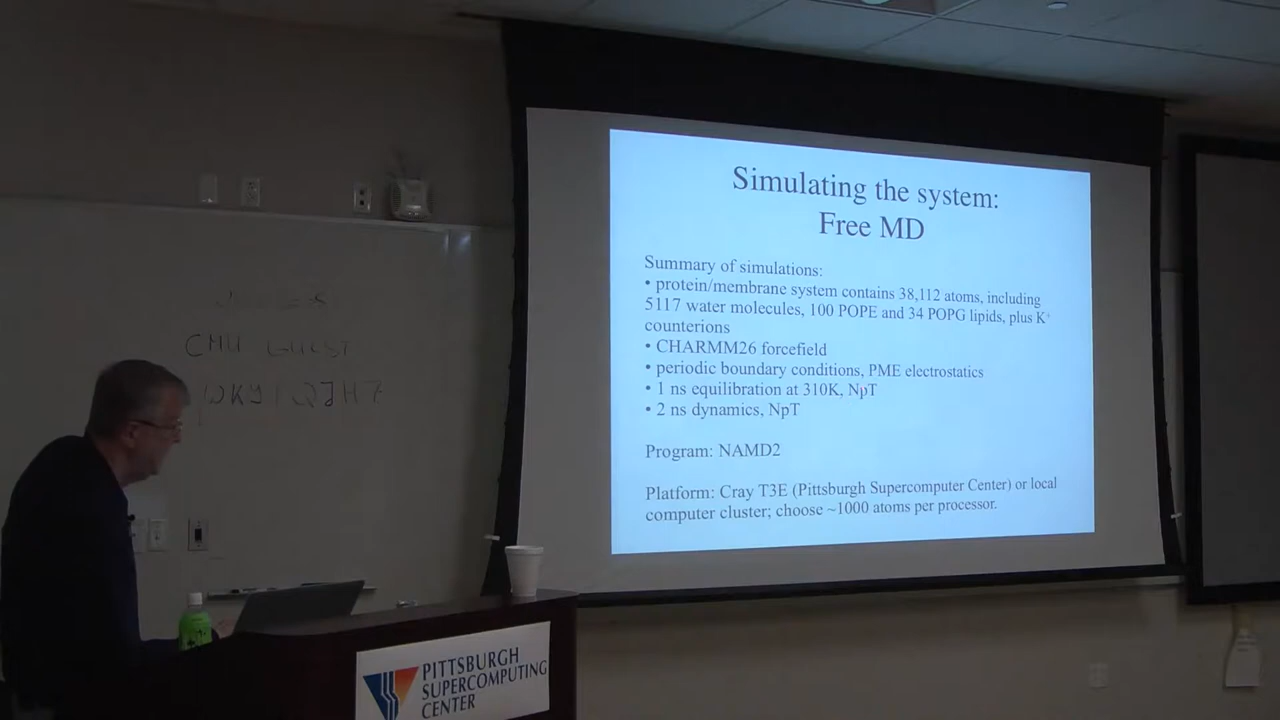 Simulating the system:
Free MD
Summary of simulations:
• protein/membrane system contains 38,112 atoms, including
5117 water molecules, 100 POPE and 34 POPG lipids, plus K⁺
counterions
• CHARMM26 forcefield
• periodic boundary conditions, PME electrostatics
• 1 ns equilibration at 310K, NpT
• 2 ns dynamics, NpT
Program: NAMD2
Platform: Cray T3E (Pittsburgh Supercomputer Center) or local
computer cluster; choose ~1000 atoms per processor.
CMU GUEST
PITTSBURGH
SUPERCOMPUTING
CENTER